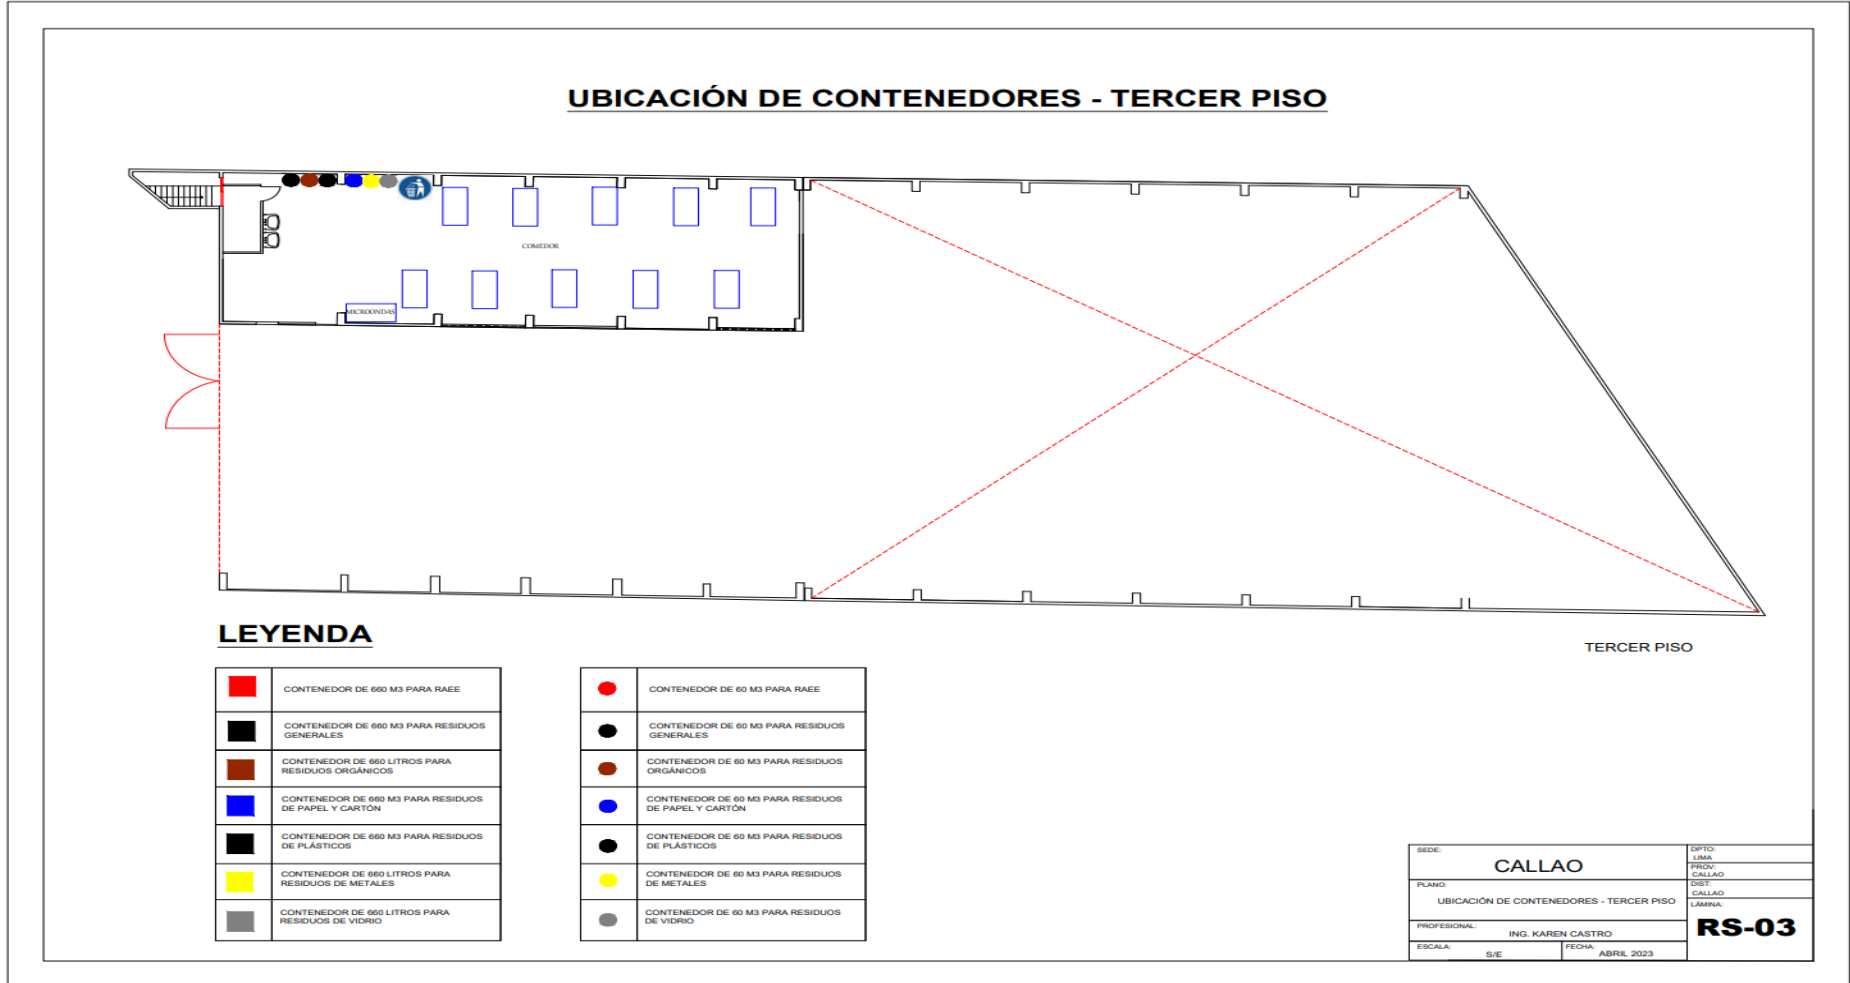 UBICACIÓN DE CONTENEDORES - TERCER PISO
COMEDOR
MICROONDAS
LEYENDA
TERCER PISO
CONTENEDOR DE 660 M3 PARA RAEE
CONTENEDOR DE 660 M3 PARA RESIDUOS
GENERALES
CONTENEDOR DE 660 LITROS PARA
RESIDUOS ORGÁNICOS
CONTENEDOR DE 660 M3 PARA RESIDUOS
DE PAPEL Y CARTÓN
CONTENEDOR DE 660 M3 PARA RESIDUOS
DE PLÁSTICOS
CONTENEDOR DE 660 LITROS PARA
RESIDUOS DE METALES
CONTENEDOR DE 660 LITROS PARA
RESIDUOS DE VIDRIO
CONTENEDOR DE 60 M3 PARA RAEE
CONTENEDOR DE 60 M3 PARA RESIDUOS
GENERALES
CONTENEDOR DE 60 M3 PARA RESIDUOS
ORGÁNICOS
CONTENEDOR DE 60 M3 PARA RESIDUOS
DE PAPEL Y CARTÓN
CONTENEDOR DE 60 M3 PARA RESIDUOS
DE PLÁSTICOS
CONTENEDOR DE 60 M3 PARA RESIDUOS
DE METALES
CONTENEDOR DE 60 M3 PARA RESIDUOS
DE VIDRIO
SEDE:
CALLAO
DPTO:
LIMA
PROV:
CALLAO
DIST:
CALLAO
PLANO:
UBICACIÓN DE CONTENEDORES - TERCER PISO
LÁMINA:
RS-03
PROFESIONAL:
ING. KAREN CASTRO
ESCALA:
S/E
FECHA:
ABRIL 2023